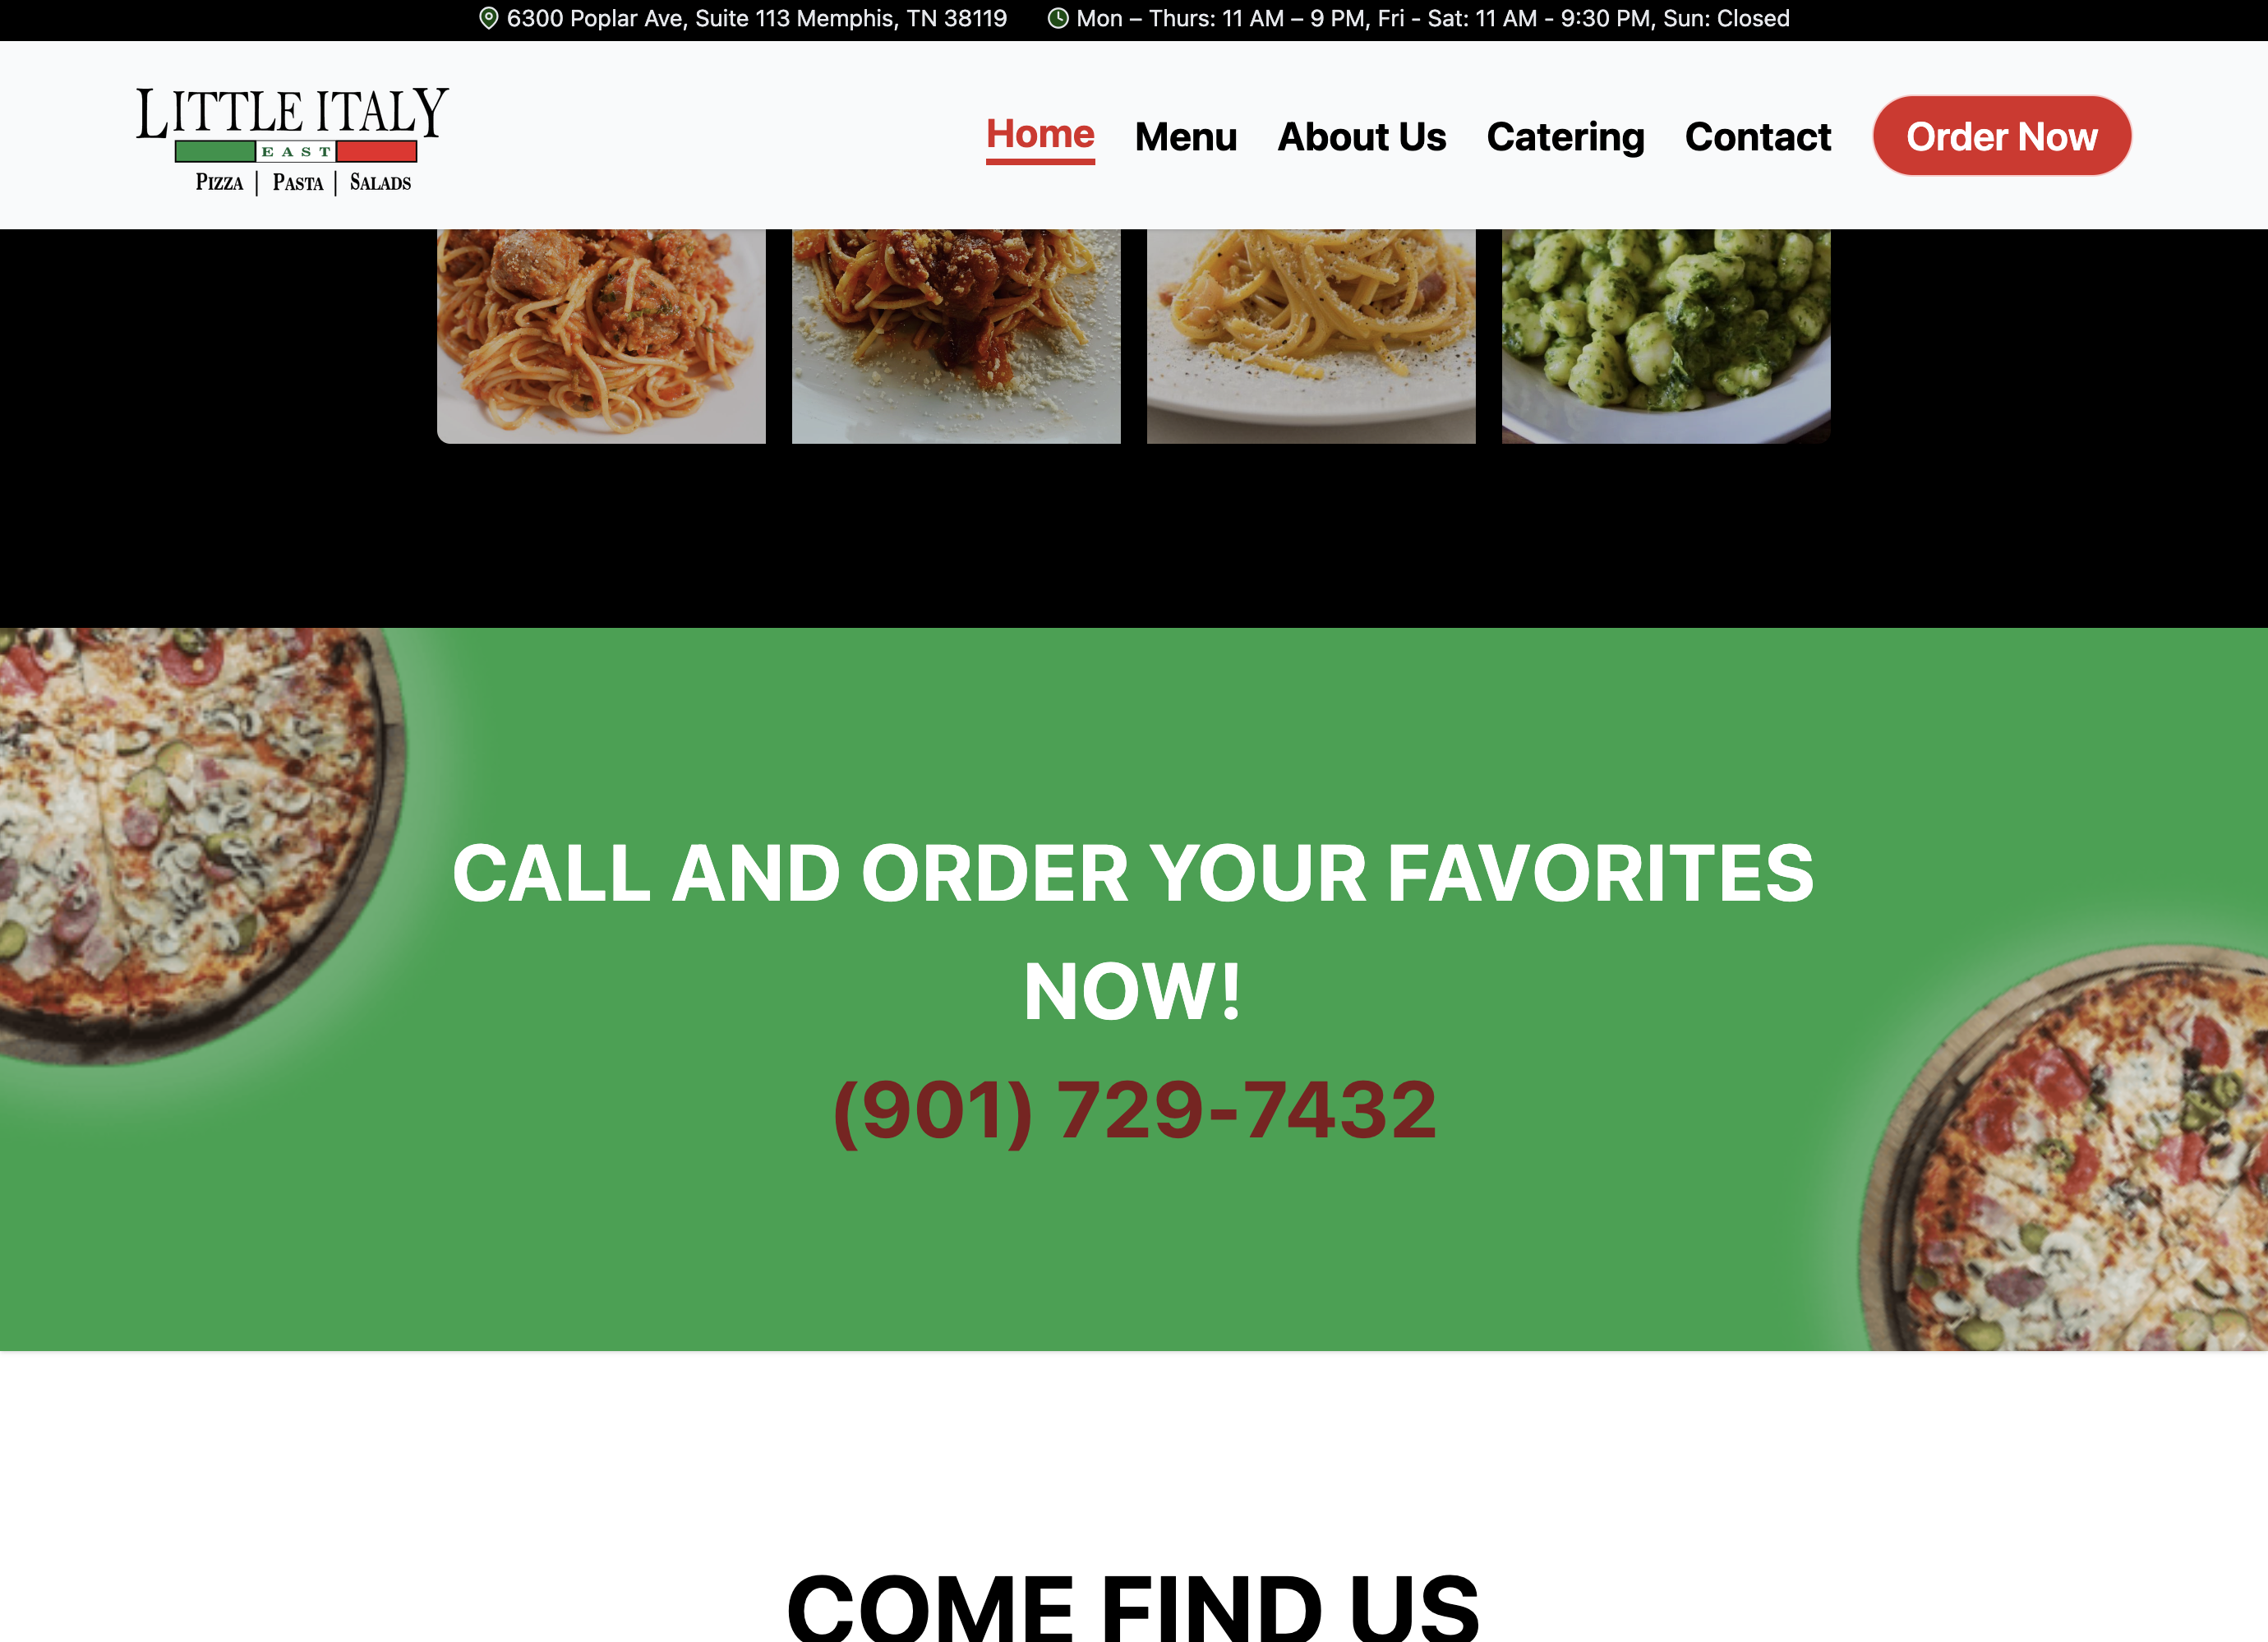 6300 Poplar Ave, Suite 113 Memphis, TN 38119 Mon – Thurs: 11 AM – 9 PM, Fri - Sat: 11 AM - 9:30 PM, Sun: Closed
LITTLE ITALY
EAST
PIZZA | PASTA | SALADS
Home Menu About Us Catering Contact Order Now
CALL AND ORDER YOUR FAVORITES
NOW!
(901) 729-7432
COME FIND US